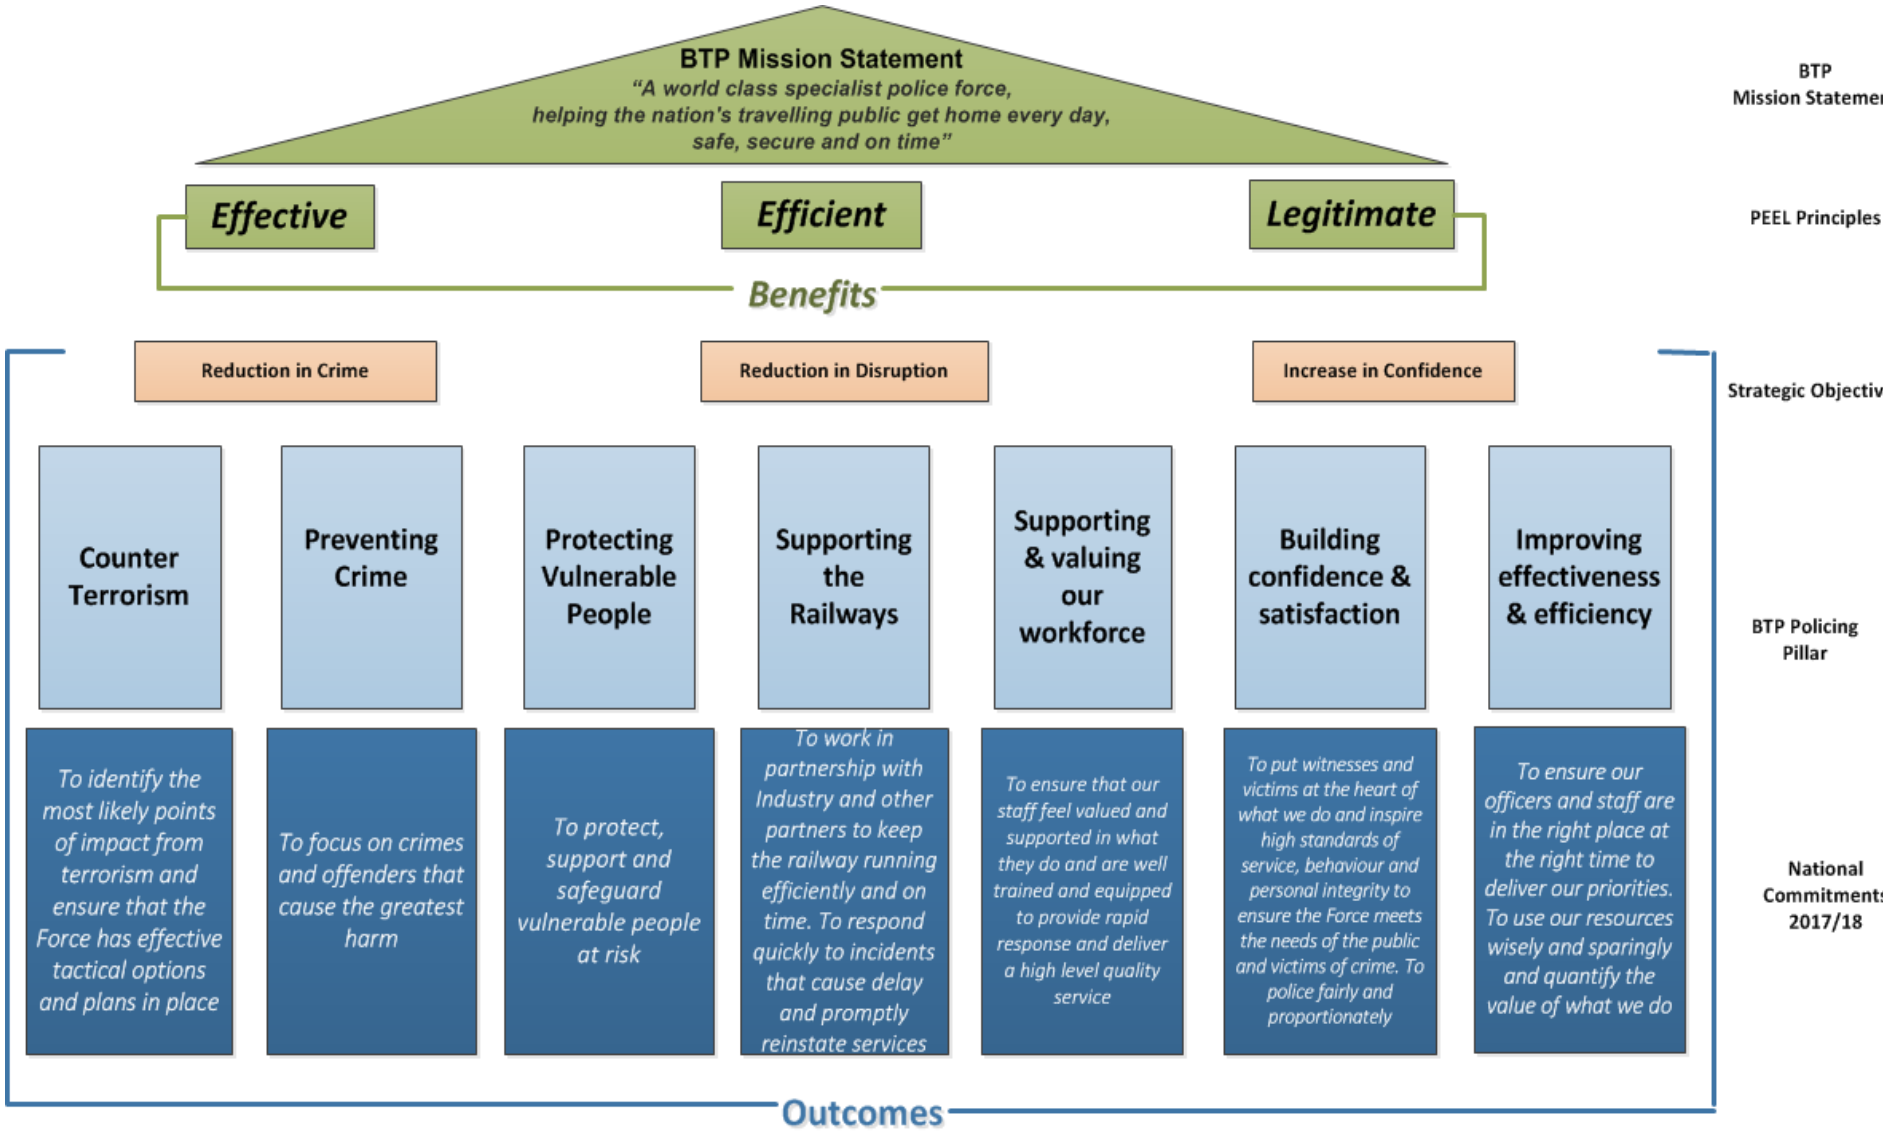 BTP Mission Statement
“A world class specialist police force,
helping the nation's travelling public get home every day,
safe, secure and on time”
BTP
Mission Statemen
Effective
Efficient
Legitimate
PEEL Principles
Benefits
Reduction in Crime
Reduction in Disruption
Increase in Confidence
Strategic Objectiv
Counter
Terrorism
Preventing
Crime
Protecting
Vulnerable
People
Supporting
the
Railways
Supporting
& valuing
our
workforce
Building
confidence &
satisfaction
Improving
effectiveness
& efficiency
BTP Policing
Pillar
To identify the
most likely points
of impact from
terrorism and
ensure that the
Force has effective
tactical options
and plans in place
To focus on crimes
and offenders that
cause the greatest
harm
To protect,
support and
safeguard
vulnerable people
at risk
To work in
partnership with
Industry and other
partners to keep
the railway running
efficiently and on
time. To respond
quickly to incidents
that cause delay
and promptly
reinstate services
To ensure that our
staff feel valued and
supported in what
they do and are well
trained and equipped
to provide rapid
response and deliver
a high level quality
service
To put witnesses and
victims at the heart of
what we do and inspire
high standards of
service, behaviour and
personal integrity to
ensure the Force meets
the needs of the public
and victims of crime. To
police fairly and
proportionately
To ensure our
officers and staff are
in the right place at
the right time to
deliver our priorities.
To use our resources
wisely and sparingly
and quantify the
value of what we do
National
Commitments
2017/18
Outcomes